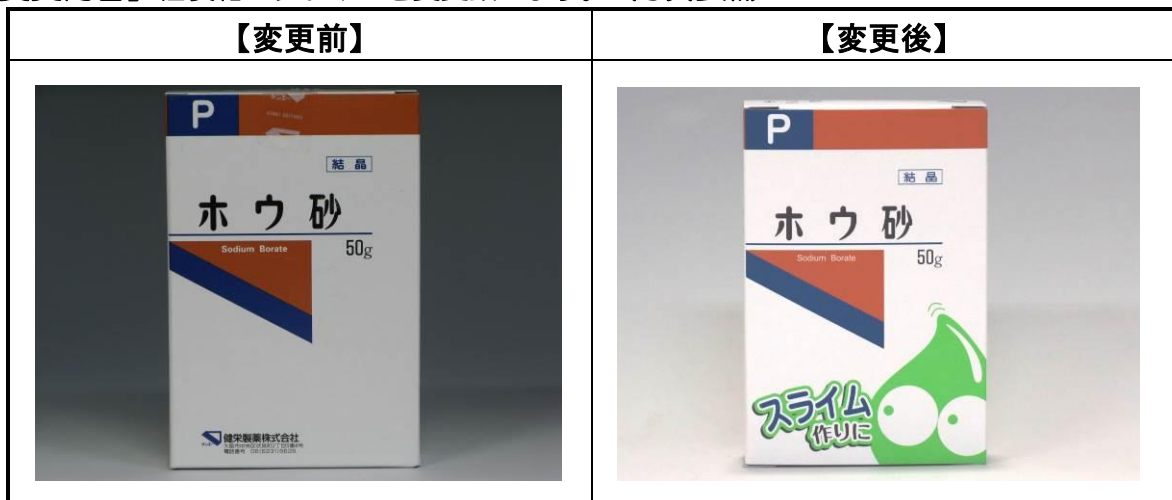 【変更前】
【変更後】
P
結晶
ホウ砂
Sodium Borate
50g
健栄製薬株式会社
P
結晶
ホウ砂
Sodium Borate
50g
スライム
作りに